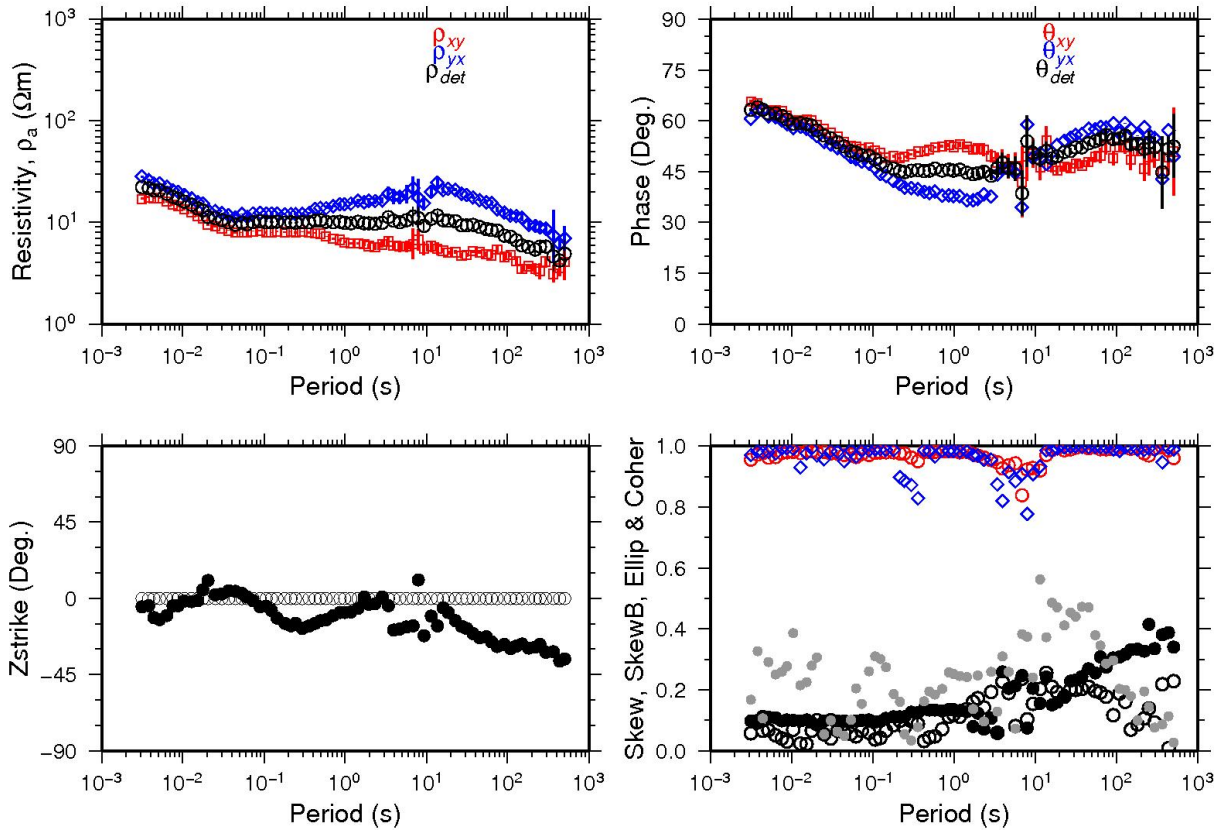 10³
10²
10¹
10⁰
Resistivity, ρa (Ωm)
ρxy
ρyx
ρdet
10⁻³ 10⁻² 10⁻¹ 10⁰ 10¹ 10² 10³
Period (s)
90
75
60
45
30
15
0
Phase (Deg.)
θxy
θyx
θdet
10⁻³ 10⁻² 10⁻¹ 10⁰ 10¹ 10² 10³
Period (s)
90
45
0
−45
−90
Zstrike (Deg.)
10⁻³ 10⁻² 10⁻¹ 10⁰ 10¹ 10² 10³
Period (s)
1.0
0.8
0.6
0.4
0.2
0.0
Skew, SkewB, Ellip & Coher
10⁻³ 10⁻² 10⁻¹ 10⁰ 10¹ 10² 10³
Period (s)